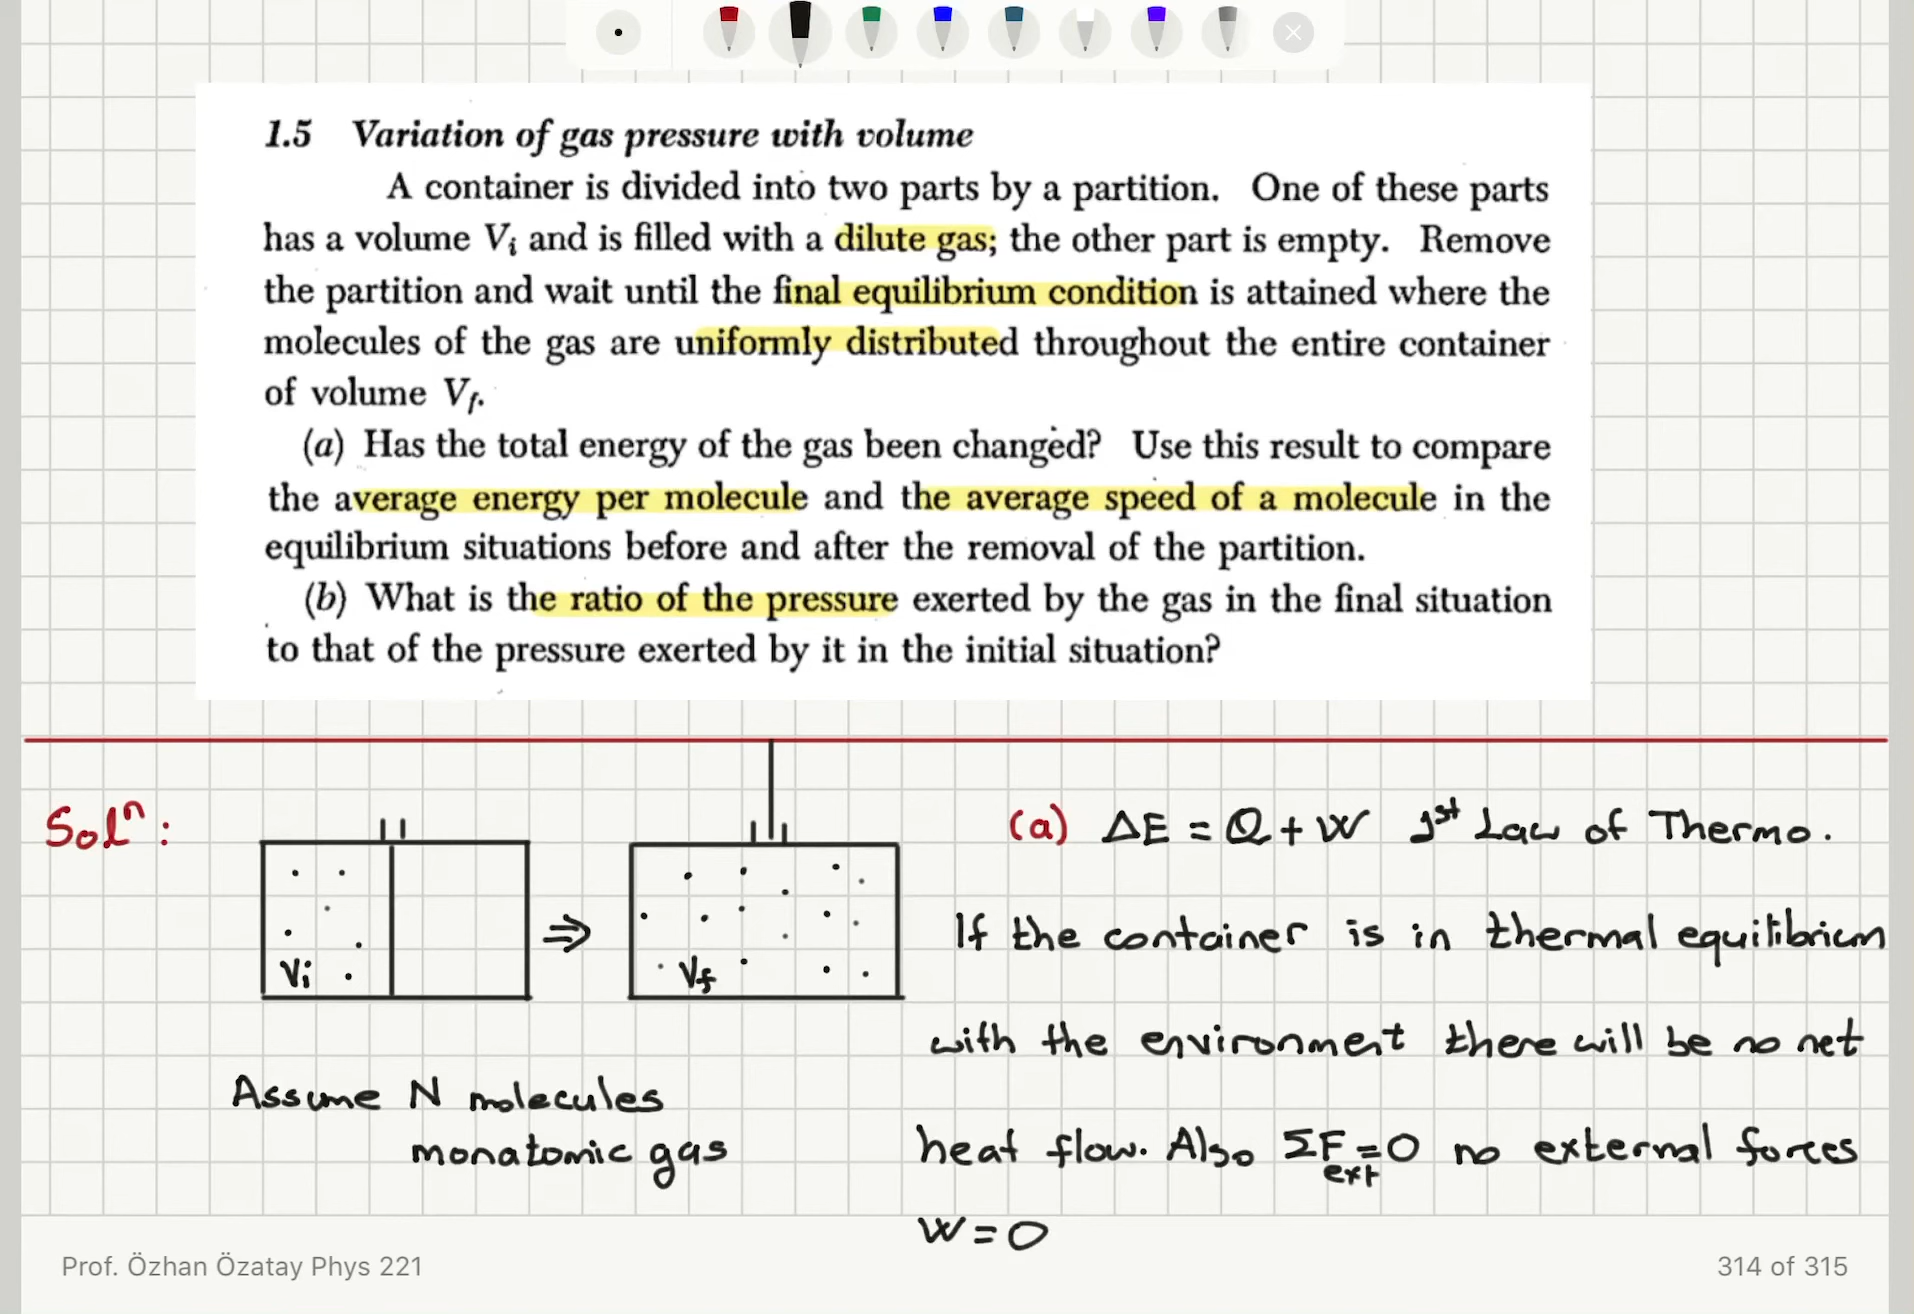 1.5 Variation of gas pressure with volume
A container is divided into two parts by a partition. One of these parts
has a volume Vi and is filled with a dilute gas; the other part is empty. Remove
the partition and wait until the final equilibrium condition is attained where the
molecules of the gas are uniformly distributed throughout the entire container
of volume Vf.
(a) Has the total energy of the gas been changed? Use this result to compare
the average energy per molecule and the average speed of a molecule in the
equilibrium situations before and after the removal of the partition.
(b) What is the ratio of the pressure exerted by the gas in the final situation
to that of the pressure exerted by it in the initial situation?
Solⁿ:
Vi
⇒
Vf
Assume N molecules
monatomic gas
(a) ΔE = Q + W 1st Law of Thermo.
If the container is in thermal equilibrium
with the environment there will be no net
heat flow. Also ΣF ext = 0 no external forces
W = 0
Prof. Özhan Özatay Phys 221
314 of 315